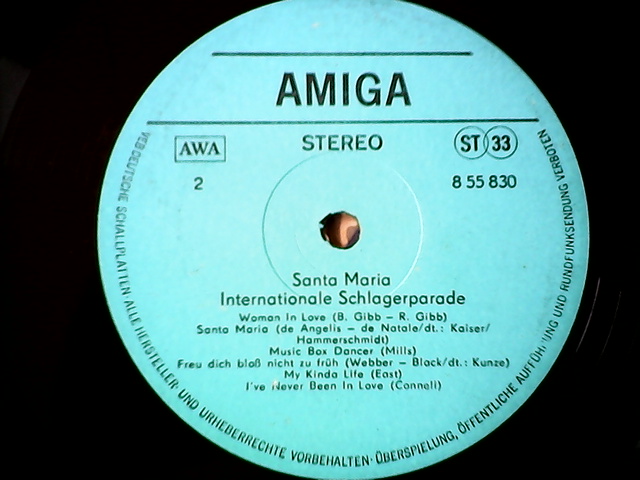 AMIGA
AWA
STEREO
ST 33
2
8 55 830
Santa Maria
Internationale Schlagerparade
Woman In Love (B. Gibb – R. Gibb)
Santa Maria (de Angelis – de Natale/dt.: Kaiser/
Hammerschmidt)
Music Box Dancer (Mills)
Freu dich bloß nicht zu früh (Webber – Black/dt.: Kunze)
My Kinda Life (East)
I've Never Been In Love (Connell)
VEB DEUTSCHE SCHALLPLATTEN · ALLE HERSTELLER- UND URHEBERRECHTE VORBEHALTEN · ÜBERSPIELUNG, ÖFFENTLICHE AUFFÜHRUNG UND RUNDFUNKSENDUNG VERBOTEN